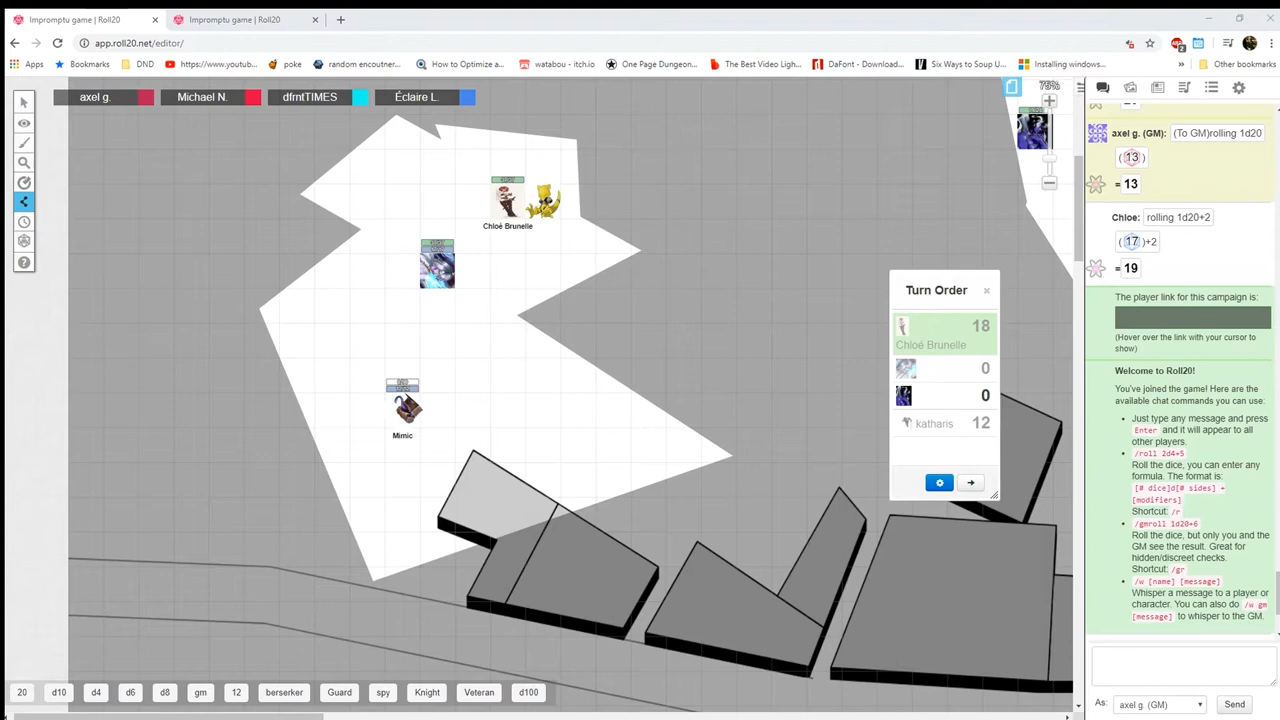 Impromptu game | Roll20
Impromptu game | Roll20
app.roll20.net/editor/
Apps
Bookmarks
DND
https://www.youtub...
poke
random encoutner...
How to Optimize a...
watabou - itch.io
One Page Dungeon...
The Best Video Ligh...
DaFont - Download...
Six Ways to Soup U...
Installing windows...
Other bookmarks
axel g.
Michael N.
dfrntTIMES
Éclaire L.
Chloé Brunelle
Mimic
Turn Order
18
Chloé Brunelle
0
0
katharis 12
axel g. (GM): (To GM)rolling 1d20
(13)
= 13
Chloe: rolling 1d20+2
(17)+2
= 19
The player link for this campaign is:
(Hover over the link with your cursor to
show)
Welcome to Roll20!
You've joined the game! Here are the
available chat commands you can use:
Just type any message and press
Enter and it will appear to all
other players.
/roll 2d4+5
Roll the dice, you can enter any
formula. The format is:
[# dice]d[# sides] +
[modifiers]
Shortcut: /r
/gmroll 1d20+6
Roll the dice, but only you and the
GM see the result. Great for
hidden/discreet checks.
Shortcut: /gr
/w [name] [message]
Whisper a message to a player or
character. You can also do /w gm
[message] to whisper to the GM.
As: axel g. (GM) Send
20 d10 d4 d6 d8 gm 12 berserker Guard spy Knight Veteran d100